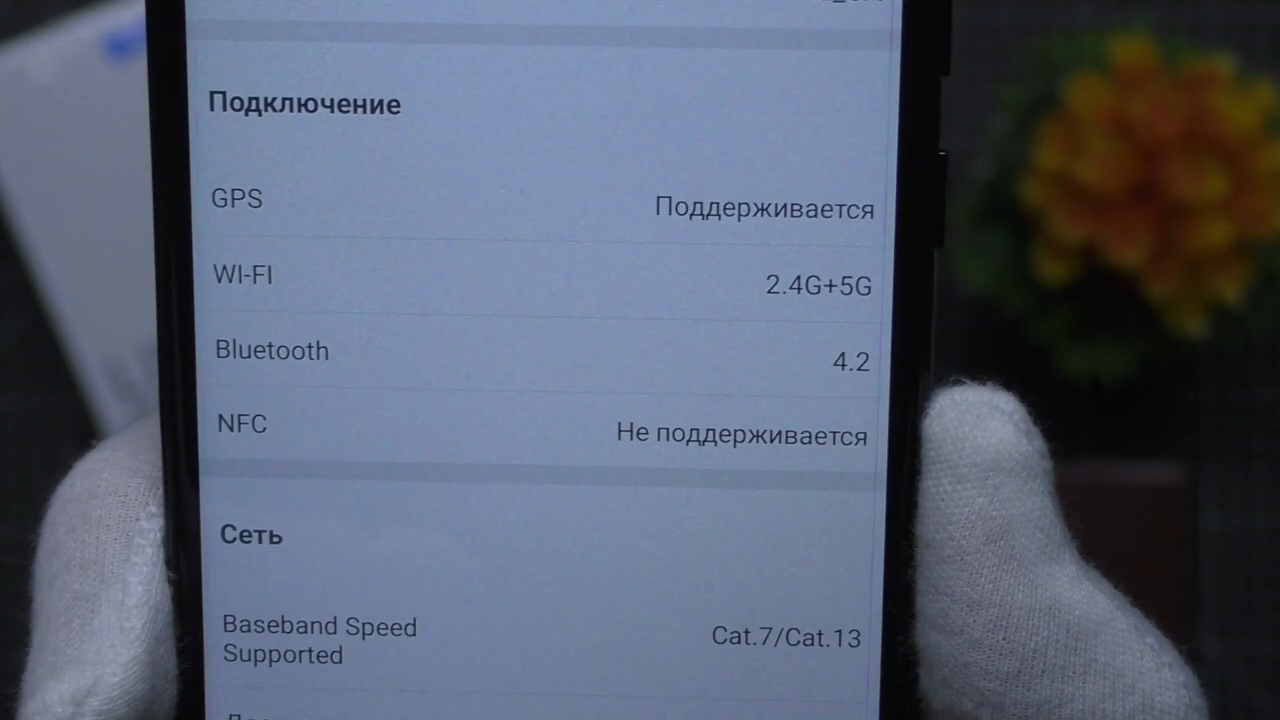 Подключение
GPS Поддерживается
WI-FI 2.4G+5G
Bluetooth 4.2
NFC Не поддерживается
Сеть
Baseband Speed Cat.7/Cat.13
Supported